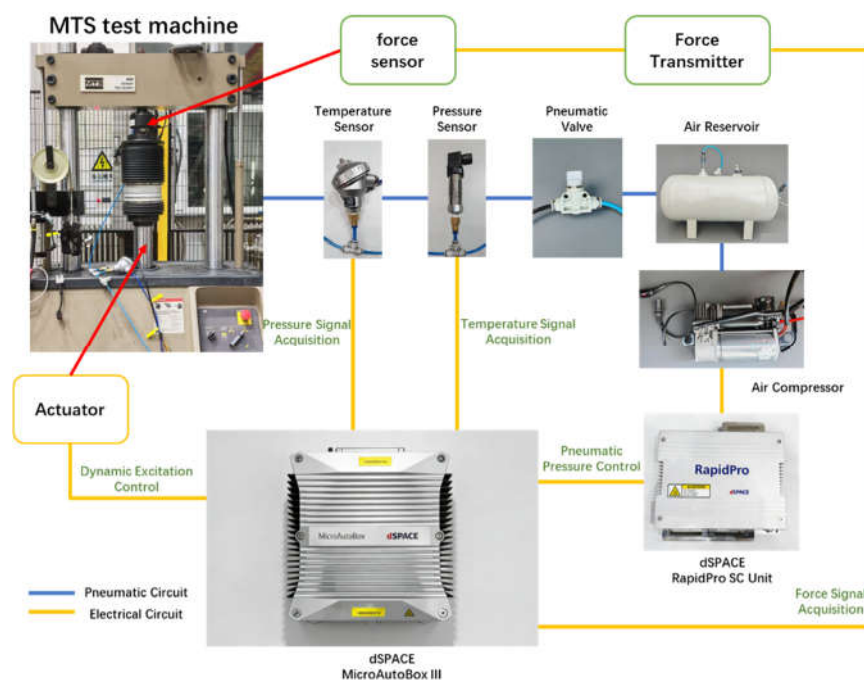 MTS test machine
force
sensor
Force
Transmitter
Temperature
Sensor
Pressure
Sensor
Pneumatic
Valve
Air Reservoir
MTS
Pressure Signal
Acquisition
Temperature Signal
Acquisition
Air Compressor
Actuator
Dynamic Excitation
Control
Pneumatic
Pressure Control
RapidPro
dSPACE
MicroAutoBox
dSPACE
dSPACE
RapidPro SC Unit
Pneumatic Circuit
Electrical Circuit
Force Signal
Acquisition
dSPACE
MicroAutoBox III